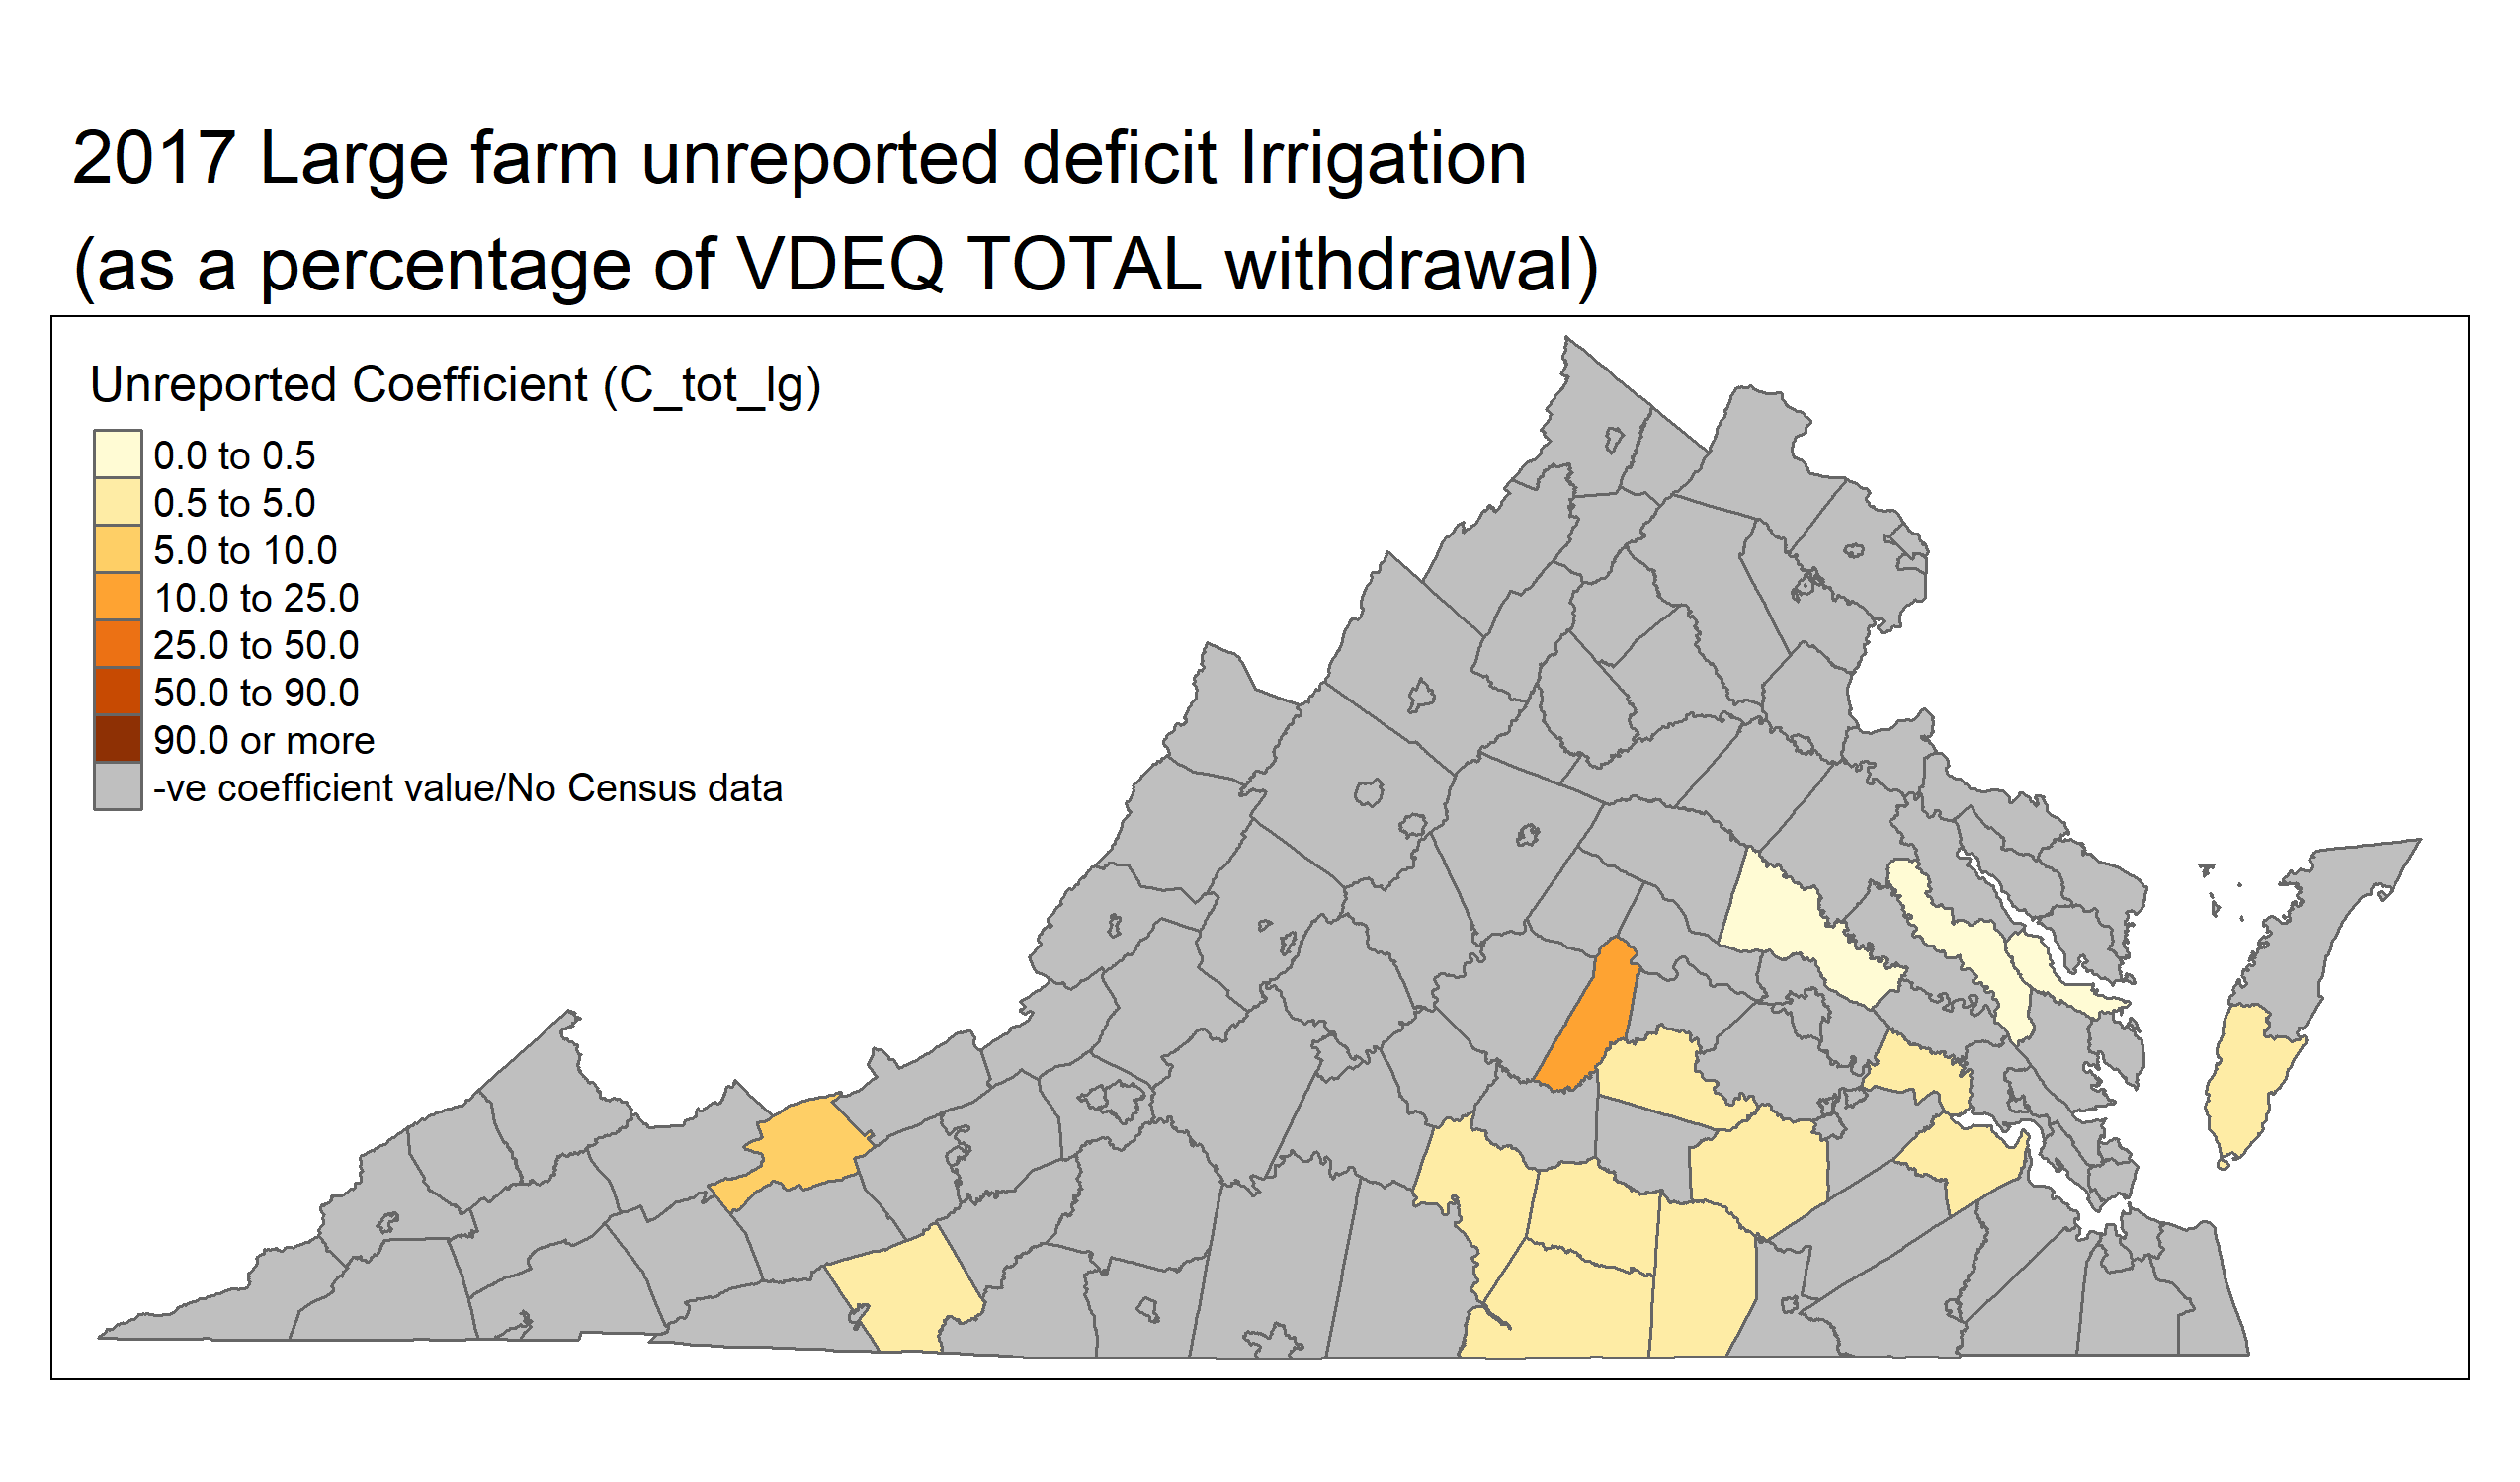 2017 Large farm unreported deficit Irrigation
(as a percentage of VDEQ TOTAL withdrawal)
Unreported Coefficient (C_tot_lg)
0.0 to 0.5
0.5 to 5.0
5.0 to 10.0
10.0 to 25.0
25.0 to 50.0
50.0 to 90.0
90.0 or more
-ve coefficient value/No Census data